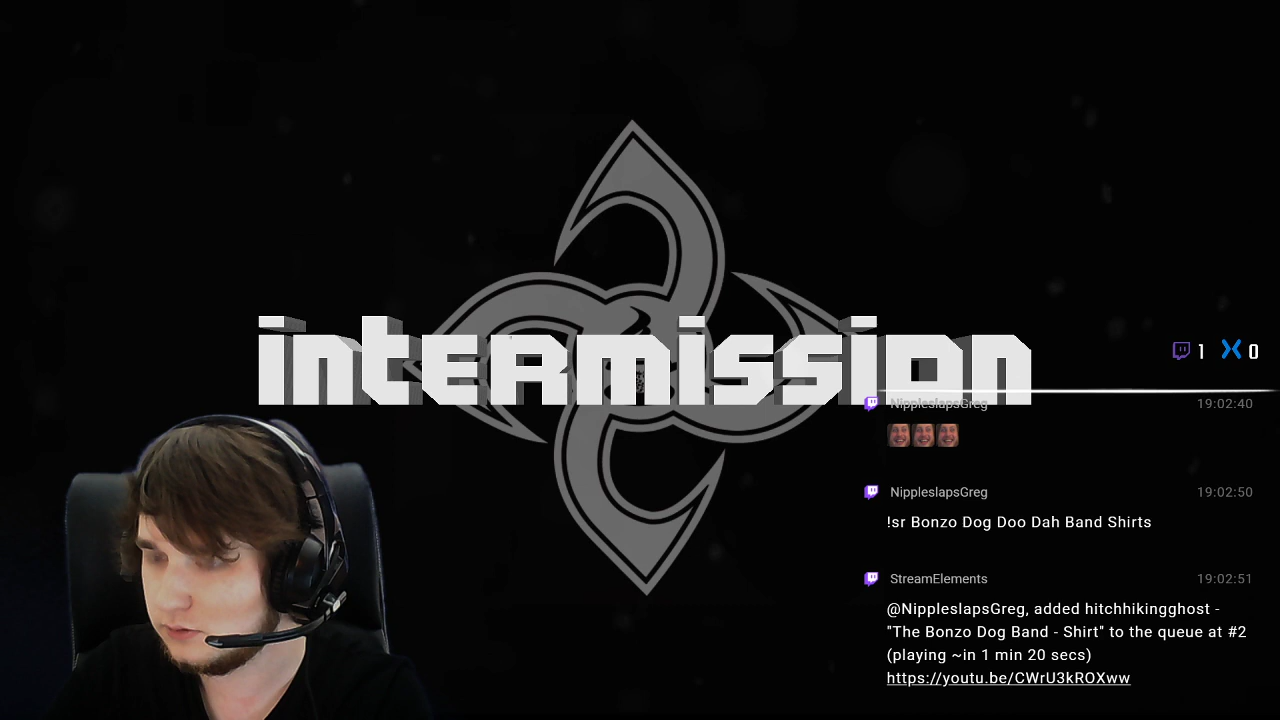 intermission
1 0
NippleslapsGreg 19:02:40
NippleslapsGreg 19:02:50
!sr Bonzo Dog Doo Dah Band Shirts
StreamElements 19:02:51
@NippleslapsGreg, added hitchhikingghost -
"The Bonzo Dog Band - Shirt" to the queue at #2
(playing ~in 1 min 20 secs)
https://youtu.be/CWrU3kROXww